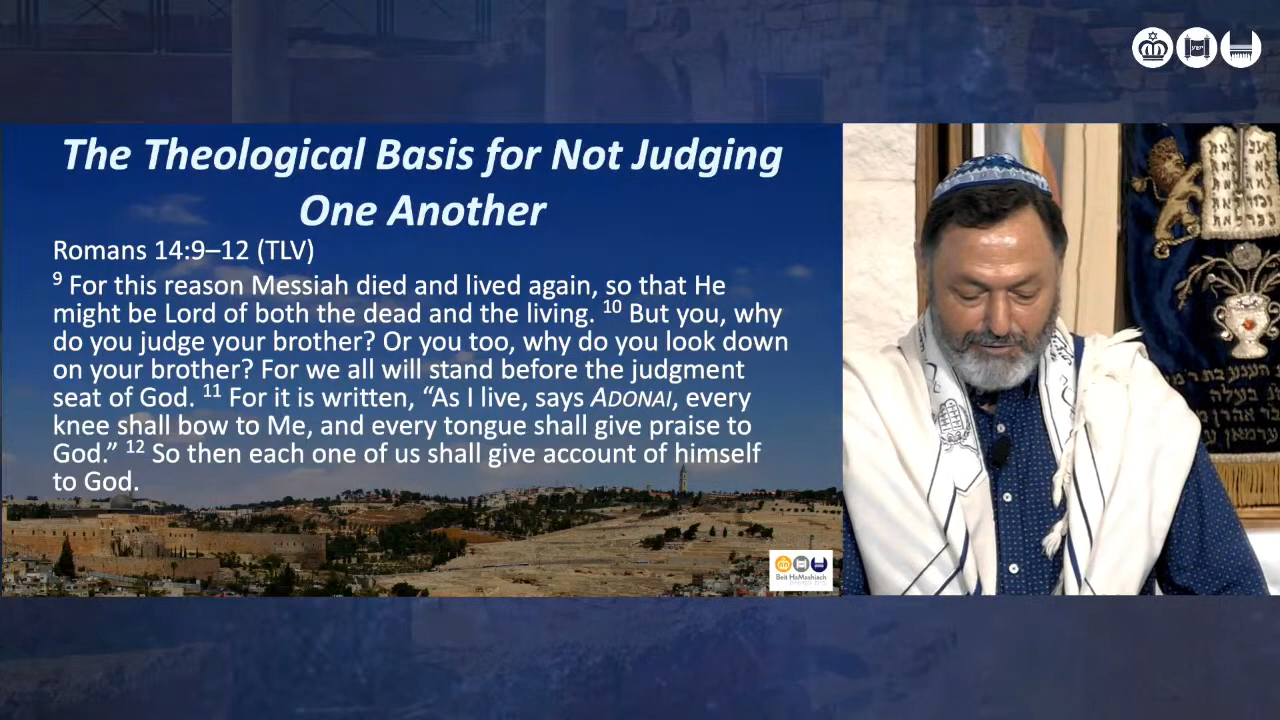 The Theological Basis for Not Judging
One Another
Romans 14:9–12 (TLV)
9 For this reason Messiah died and lived again, so that He
might be Lord of both the dead and the living. 10 But you, why
do you judge your brother? Or you too, why do you look down
on your brother? For we all will stand before the judgment
seat of God. 11 For it is written, “As I live, says ADONAI, every
knee shall bow to Me, and every tongue shall give praise to
God.” 12 So then each one of us shall give account of himself
to God.
Beit HaMashiach